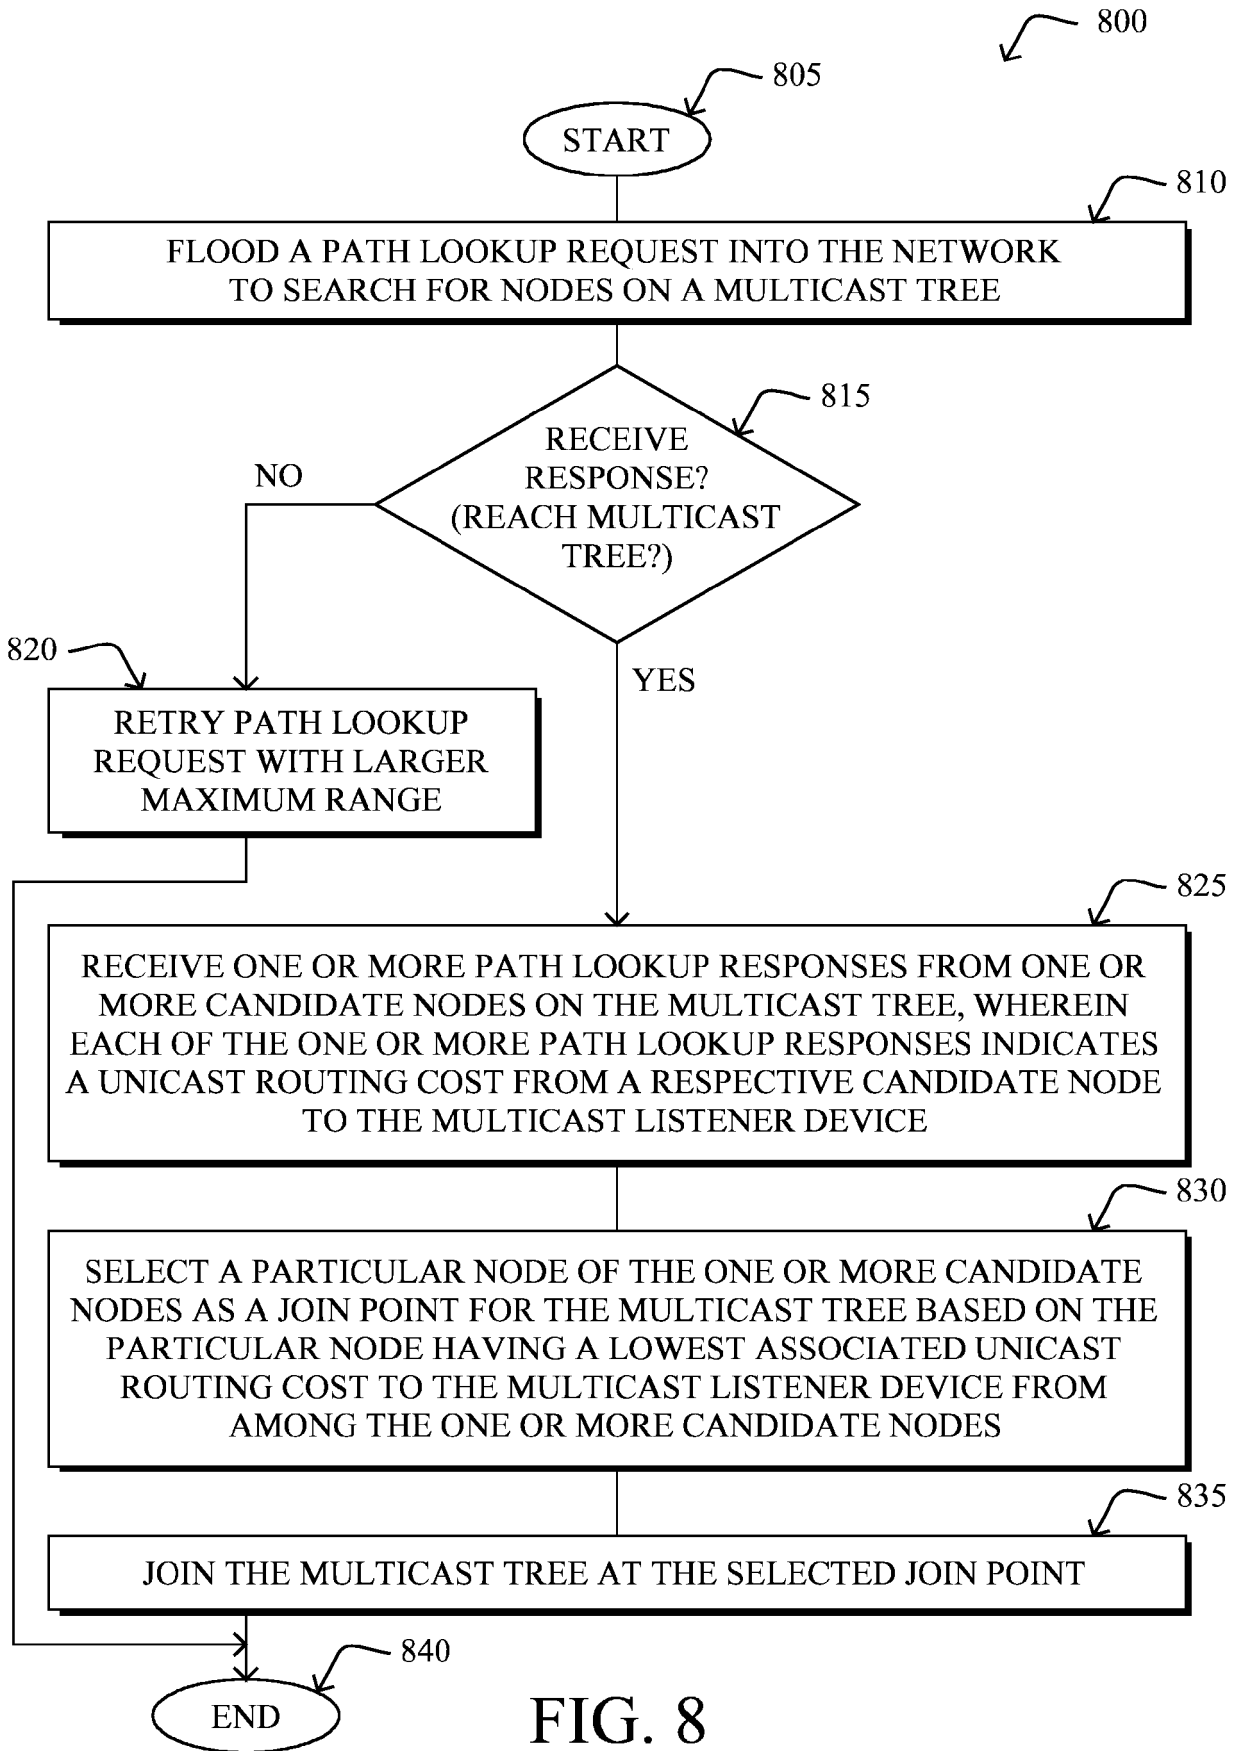 800
805
START
810
FLOOD A PATH LOOKUP REQUEST INTO THE NETWORK
TO SEARCH FOR NODES ON A MULTICAST TREE
815
RECEIVE
RESPONSE?
(REACH MULTICAST
TREE?)
NO
820
YES
RETRY PATH LOOKUP
REQUEST WITH LARGER
MAXIMUM RANGE
825
RECEIVE ONE OR MORE PATH LOOKUP RESPONSES FROM ONE OR
MORE CANDIDATE NODES ON THE MULTICAST TREE, WHEREIN
EACH OF THE ONE OR MORE PATH LOOKUP RESPONSES INDICATES
A UNICAST ROUTING COST FROM A RESPECTIVE CANDIDATE NODE
TO THE MULTICAST LISTENER DEVICE
830
SELECT A PARTICULAR NODE OF THE ONE OR MORE CANDIDATE
NODES AS A JOIN POINT FOR THE MULTICAST TREE BASED ON THE
PARTICULAR NODE HAVING A LOWEST ASSOCIATED UNICAST
ROUTING COST TO THE MULTICAST LISTENER DEVICE FROM
AMONG THE ONE OR MORE CANDIDATE NODES
835
JOIN THE MULTICAST TREE AT THE SELECTED JOIN POINT
840
END
FIG. 8